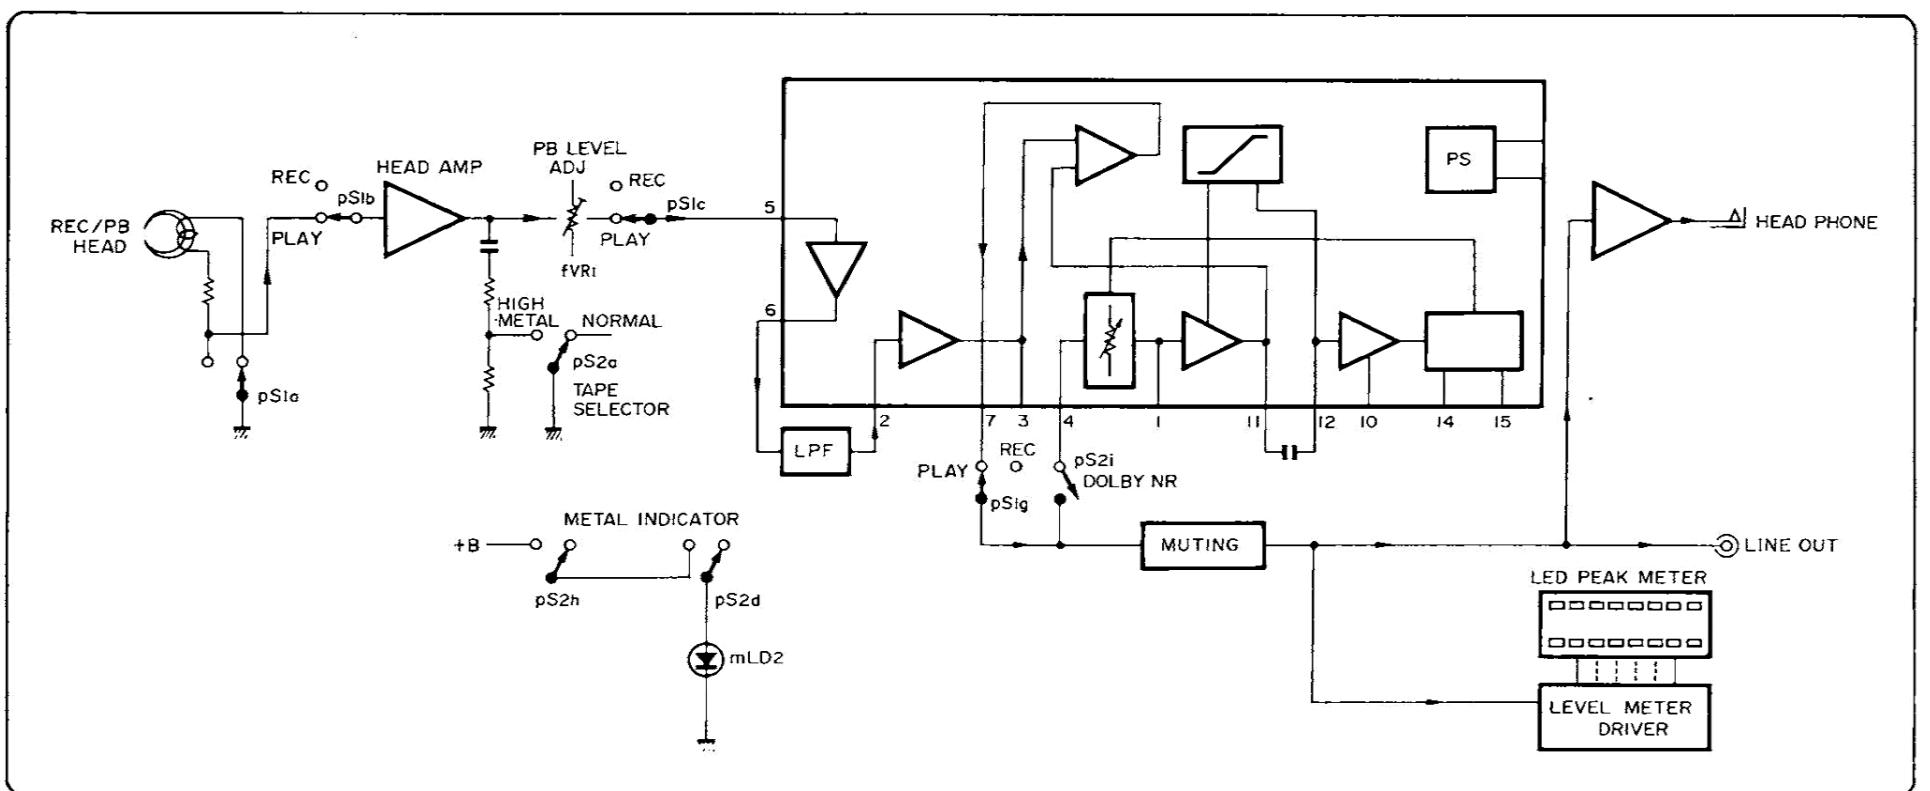 REC/PB
HEAD
REC
PLAY
pS1b
HEAD AMP
pS1a
PB LEVEL
ADJ
fVR1
REC
PLAY
pS1c
HIGH
METAL
NORMAL
pS2a
TAPE
SELECTOR
5
6
LPF
2
7
3
4
1
11
12
10
14
15
PS
PLAY
REC
pS1g
pS2i
DOLBY NR
MUTING
HEAD PHONE
LINE OUT
LED PEAK METER
LEVEL METER
DRIVER
METAL INDICATOR
+B
pS2h
pS2d
mLD2